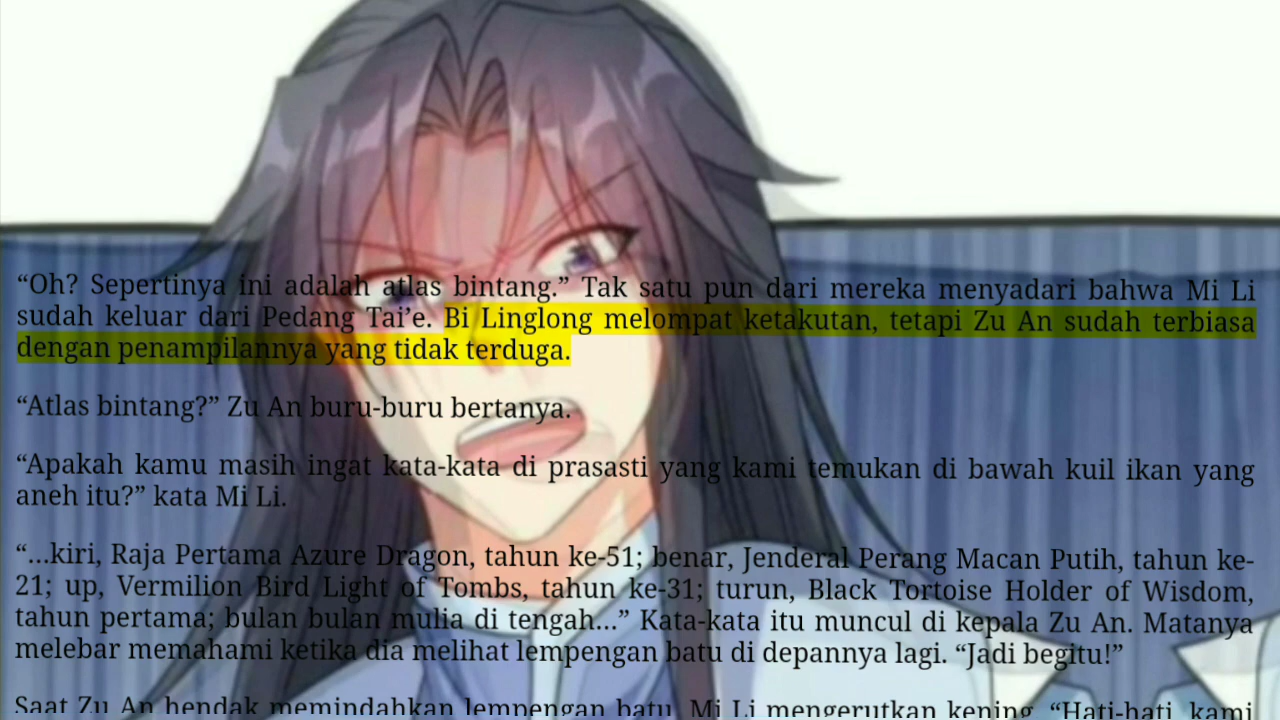 “Oh? Sepertinya ini adalah atlas bintang.” Tak satu pun dari mereka menyadari bahwa Mi Li
sudah keluar dari Pedang Tai’e. Bi Linglong melompat ketakutan, tetapi Zu An sudah terbiasa
dengan penampilannya yang tidak terduga.
“Atlas bintang?” Zu An buru-buru bertanya.
“Apakah kamu masih ingat kata-kata di prasasti yang kami temukan di bawah kuil ikan yang
aneh itu?” kata Mi Li.
“…kiri, Raja Pertama Azure Dragon, tahun ke-51; benar, Jenderal Perang Macan Putih, tahun ke-
21; up, Vermilion Bird Light of Tombs, tahun ke-31; turun, Black Tortoise Holder of Wisdom,
tahun pertama; bulan bulan mulia di tengah…” Kata-kata itu muncul di kepala Zu An. Matanya
melebar memahami ketika dia melihat lempengan batu di depannya lagi. “Jadi begitu!”
Saat Zu An hendak memindahkan lempengan batu, Mi Li mengerutkan kening. “Hati-hati, kami